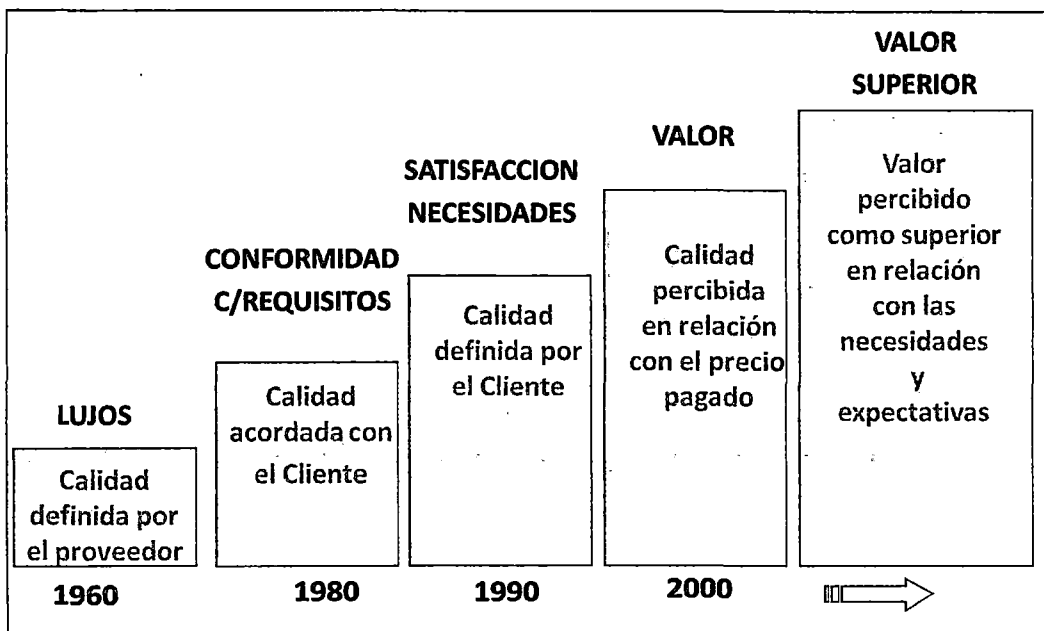 LUJOS
Calidad
definida por
el proveedor
1960
CONFORMIDAD
C/REQUISITOS
Calidad
acordada con
el Cliente
1980
SATISFACCION
NECESIDADES
Calidad
definida por
el Cliente
1990
VALOR
Calidad
percibida
en relación
con el precio
pagado
2000
VALOR
SUPERIOR
Valor
percibido
como superior
en relación
con las
necesidades
y
expectativas